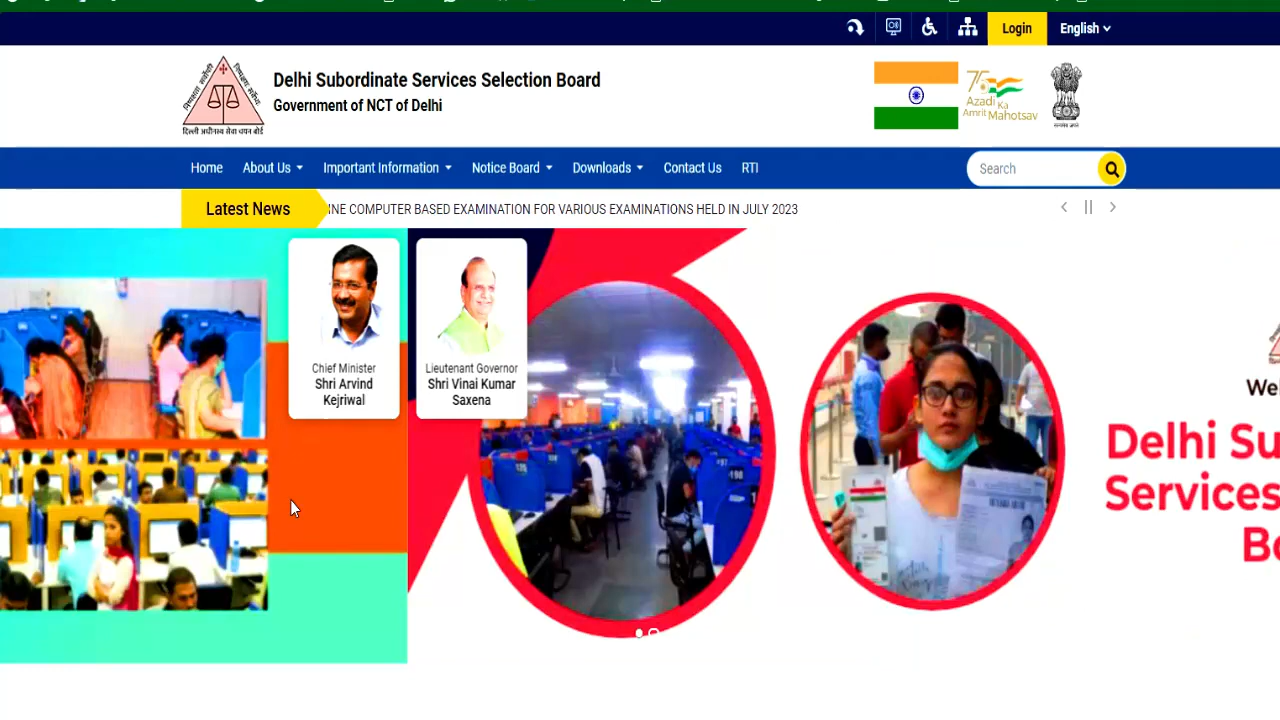 Login
English
Delhi Subordinate Services Selection Board
Government of NCT of Delhi
दिल्ली अधीनस्थ सेवा चयन बोर्ड
Azadi Ka
Amrit Mahotsav
Home
About Us
Important Information
Notice Board
Downloads
Contact Us
RTI
Search
Latest News
INE COMPUTER BASED EXAMINATION FOR VARIOUS EXAMINATIONS HELD IN JULY 2023
Chief Minister
Shri Arvind
Kejriwal
Lieutenant Governor
Shri Vinai Kumar
Saxena
Wel
Delhi Su
Services
Bo